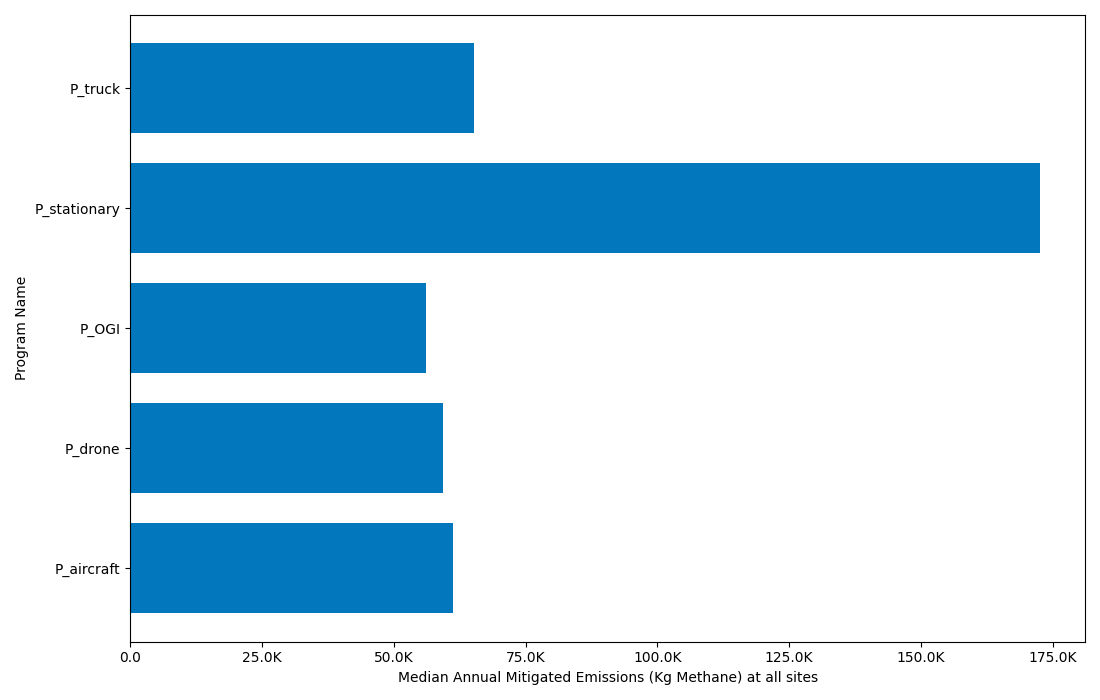 P_truck
P_stationary
P_OGI
P_drone
P_aircraft
Program Name
0.0 25.0K 50.0K 75.0K 100.0K 125.0K 150.0K 175.0K
Median Annual Mitigated Emissions (Kg Methane) at all sites